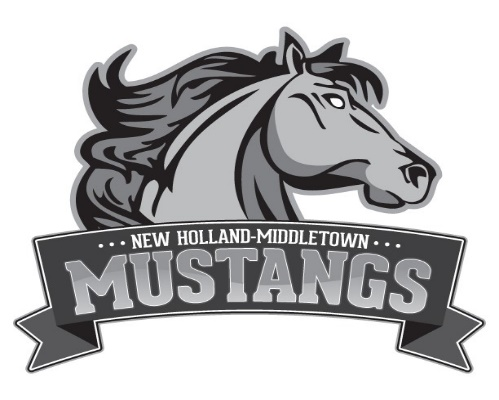 • • • NEW HOLLAND-MIDDLETOWN • • •
MUSTANGS